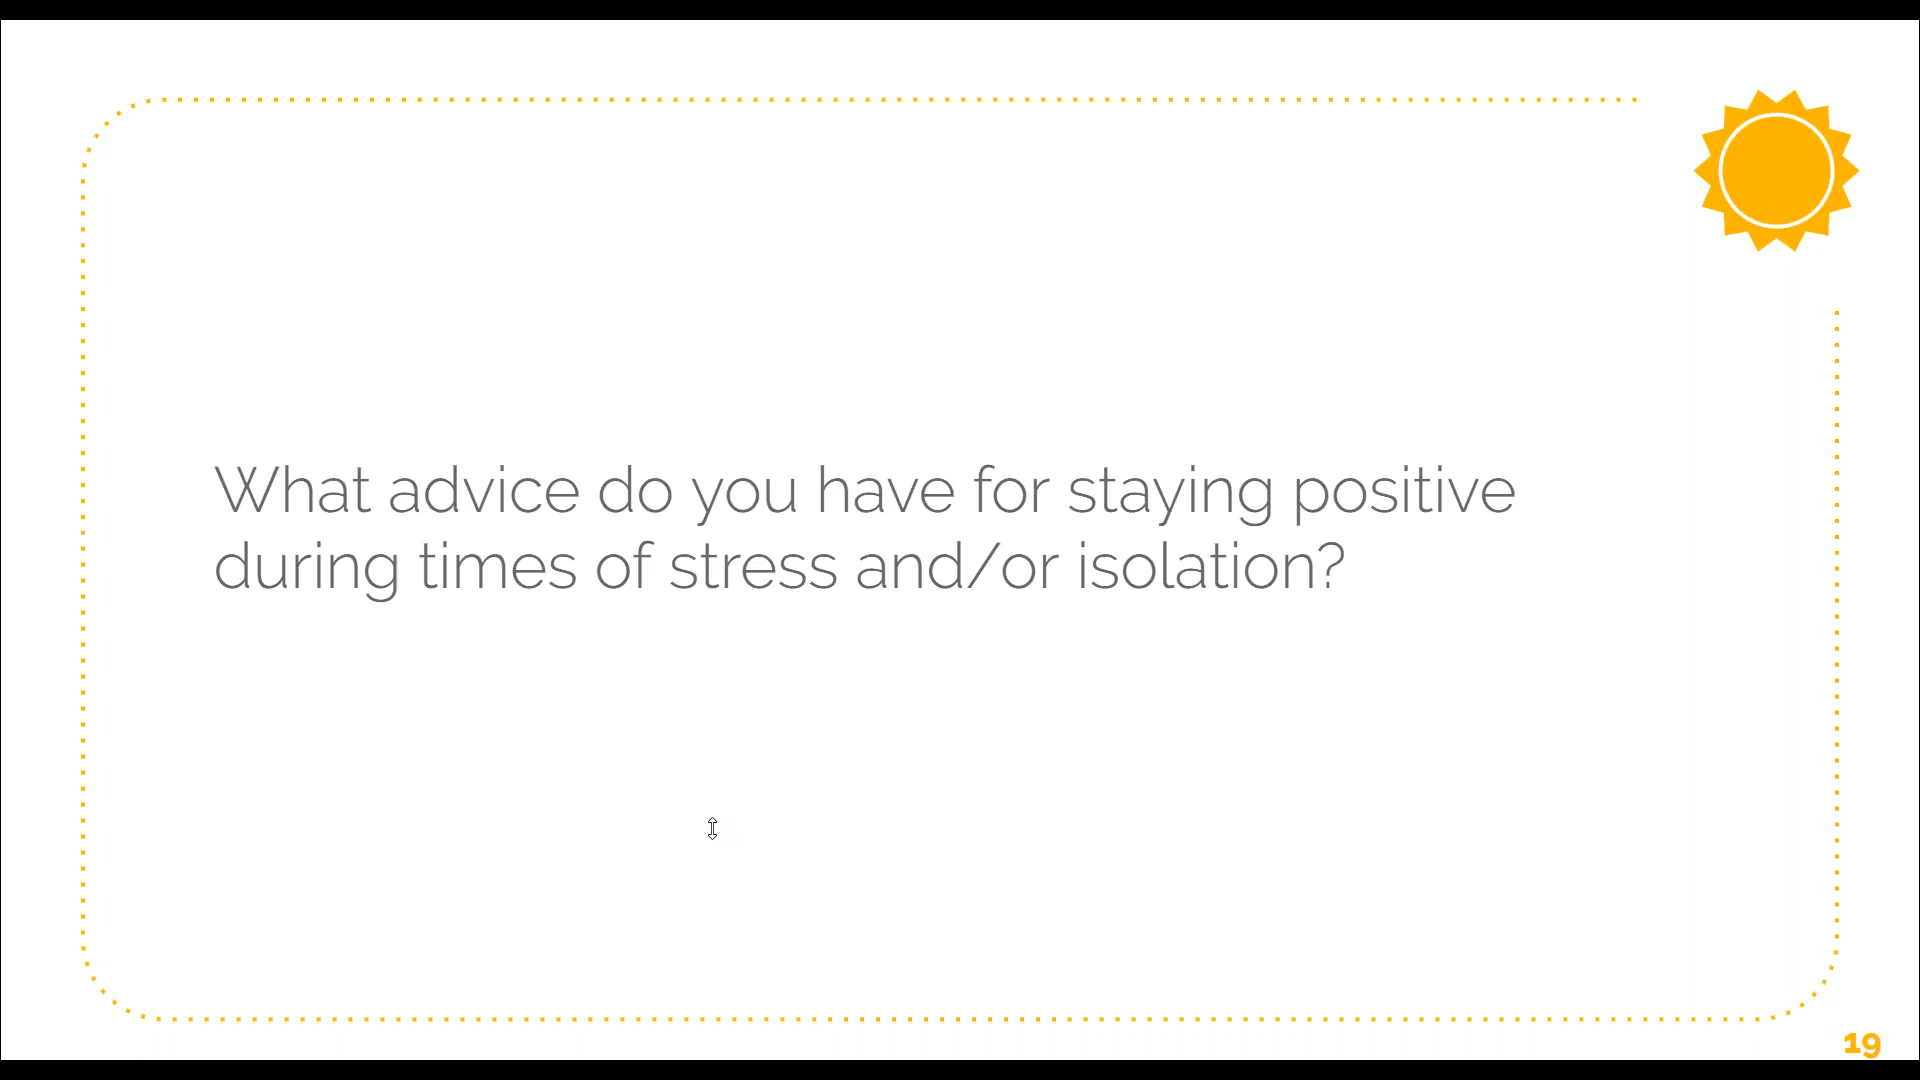 What advice do you have for staying positive
during times of stress and/or isolation?
19